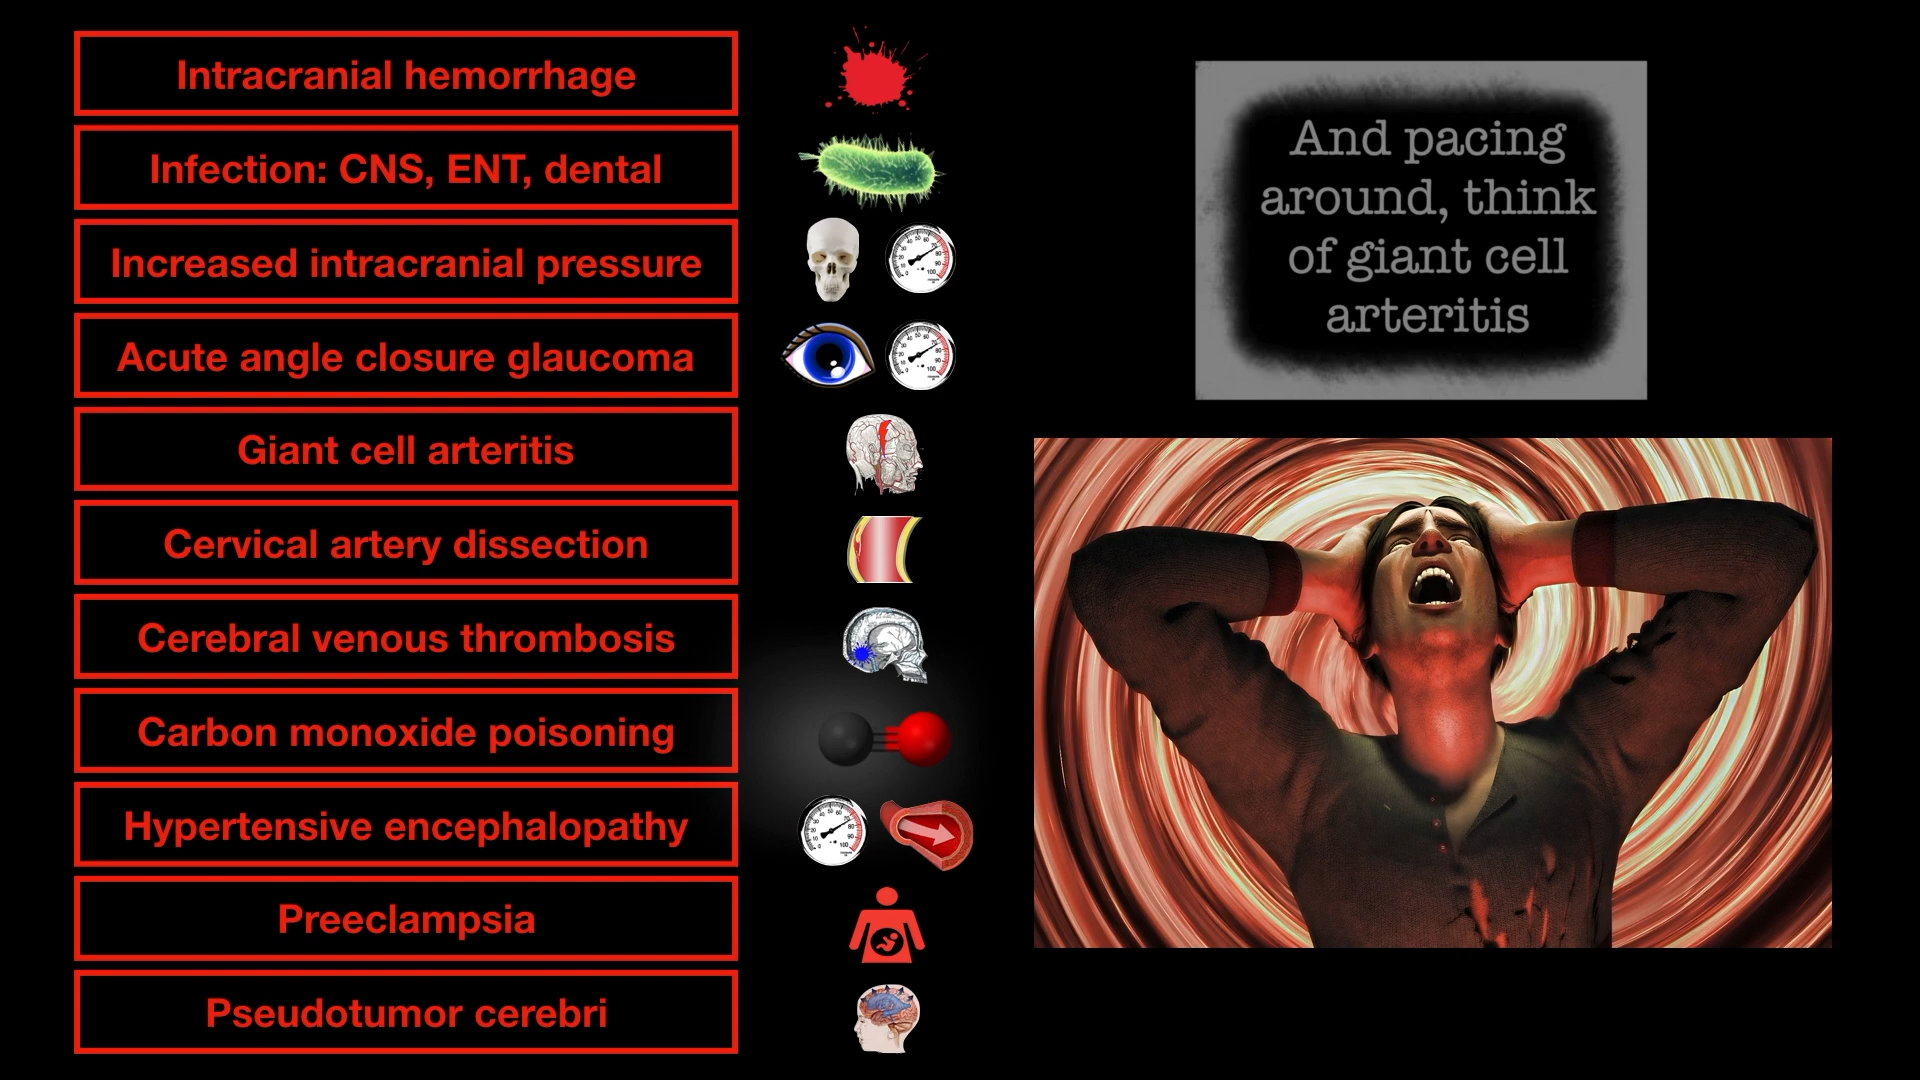 Intracranial hemorrhage
Infection: CNS, ENT, dental
Increased intracranial pressure
Acute angle closure glaucoma
Giant cell arteritis
Cervical artery dissection
Cerebral venous thrombosis
Carbon monoxide poisoning
Hypertensive encephalopathy
Preeclampsia
Pseudotumor cerebri
And pacing
around, think
of giant cell
arteritis